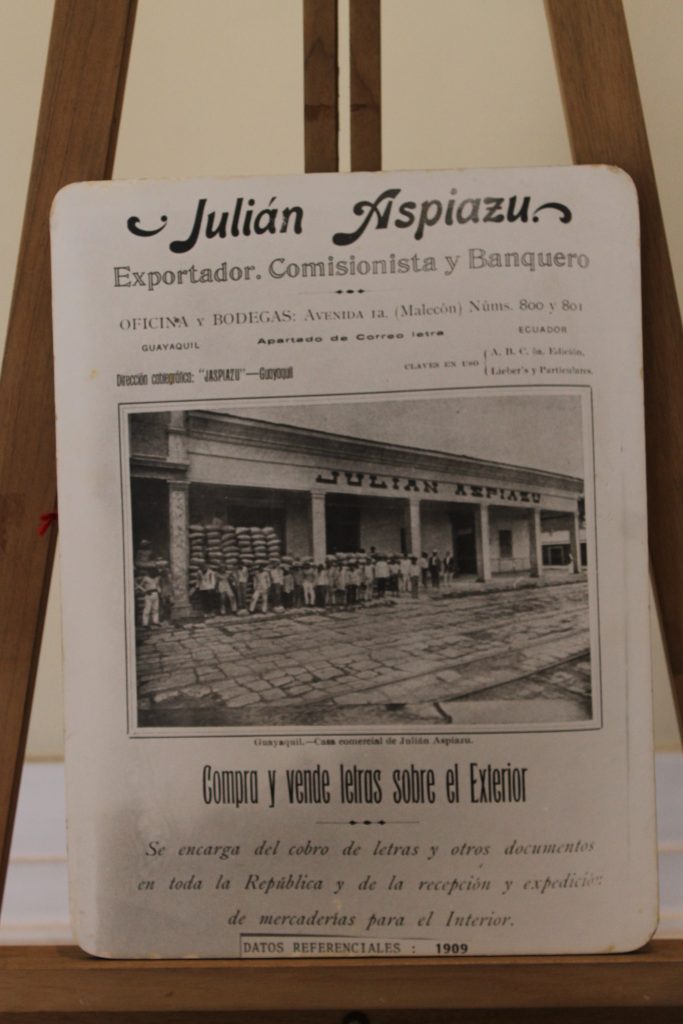 Julián Aspiazu
Exportador. Comisionista y Banquero
OFICINA y BODEGAS: AVENIDA 1a. (Malecón) Núms. 800 y 801
GUAYAQUIL Apartado de Correo letra ECUADOR
Dirección cablegráfica: "JASPIAZU"—Guayaquil
CLAVES EN USO { A. B. C. 5a. Edición,
Lieber's y Particulares.
JULIAN ASPIAZU
Guayaquil.—Casa comercial de Julián Aspiazu.
Compra y vende letras sobre el Exterior
Se encarga del cobro de letras y otros documentos
en toda la República y de la recepción y expedición
de mercaderías para el Interior.
DATOS REFERENCIALES : 1909